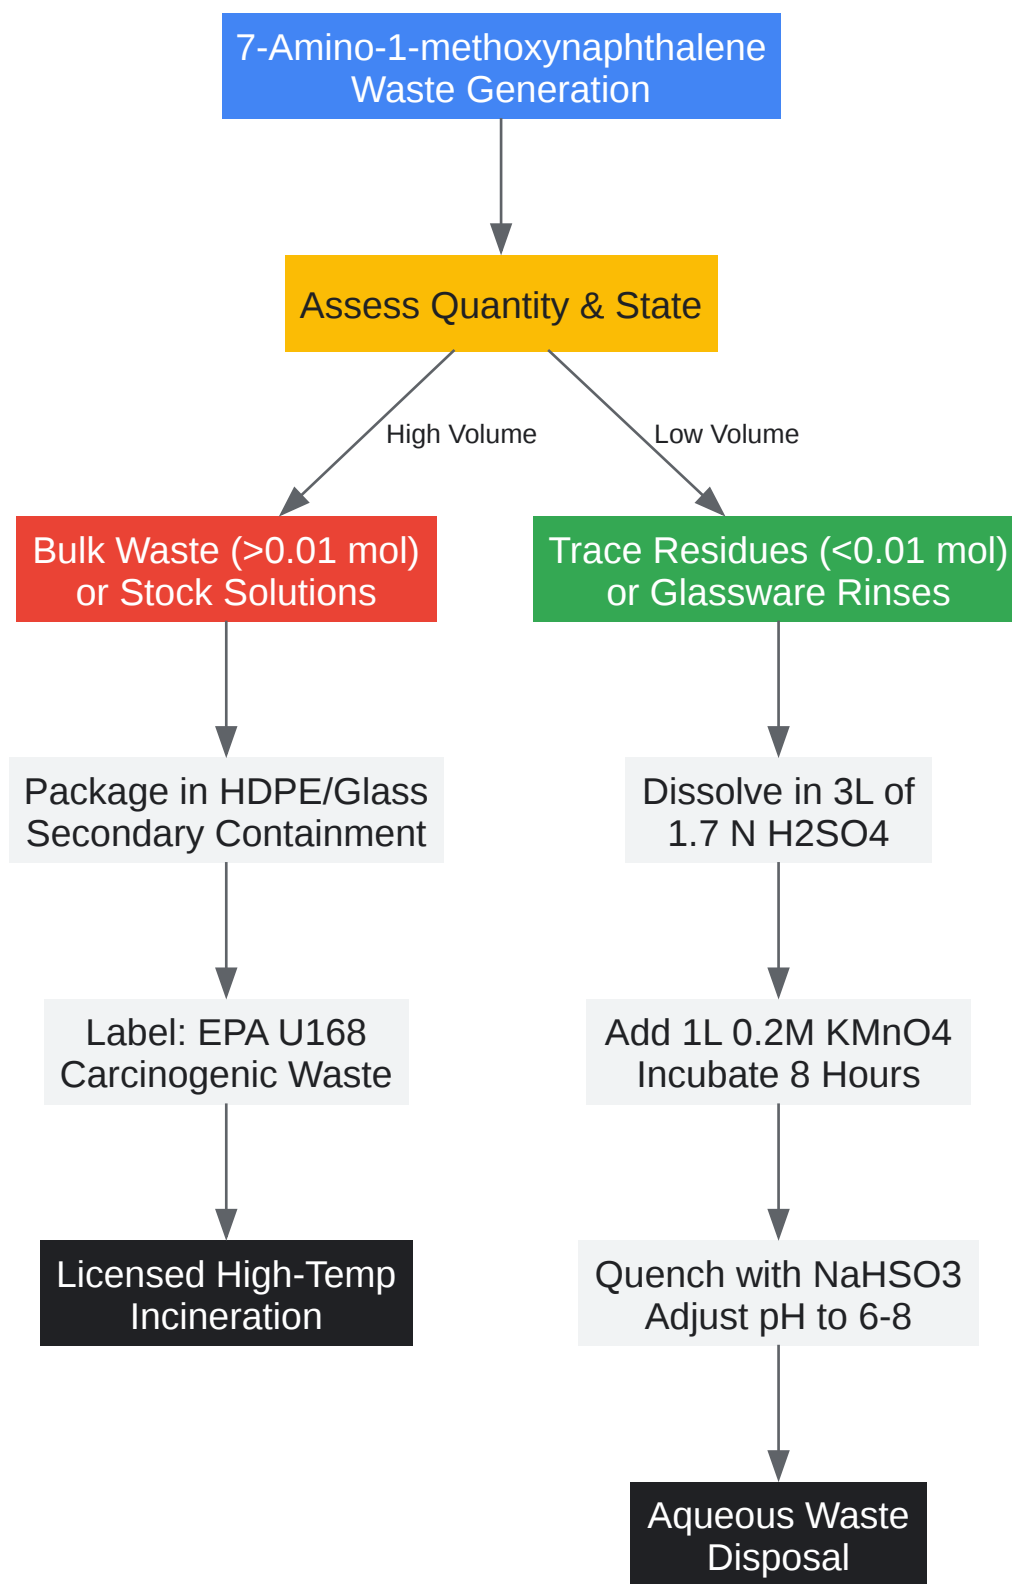 7-Amino-1-methoxynaphthalene
Waste Generation
Assess Quantity & State
High Volume
Low Volume
Bulk Waste (>0.01 mol)
or Stock Solutions
Trace Residues (<0.01 mol)
or Glassware Rinses
Package in HDPE/Glass
Secondary Containment
Dissolve in 3L of
1.7 N H2SO4
Label: EPA U168
Carcinogenic Waste
Add 1L 0.2M KMnO4
Incubate 8 Hours
Licensed High-Temp
Incineration
Quench with NaHSO3
Adjust pH to 6-8
Aqueous Waste
Disposal